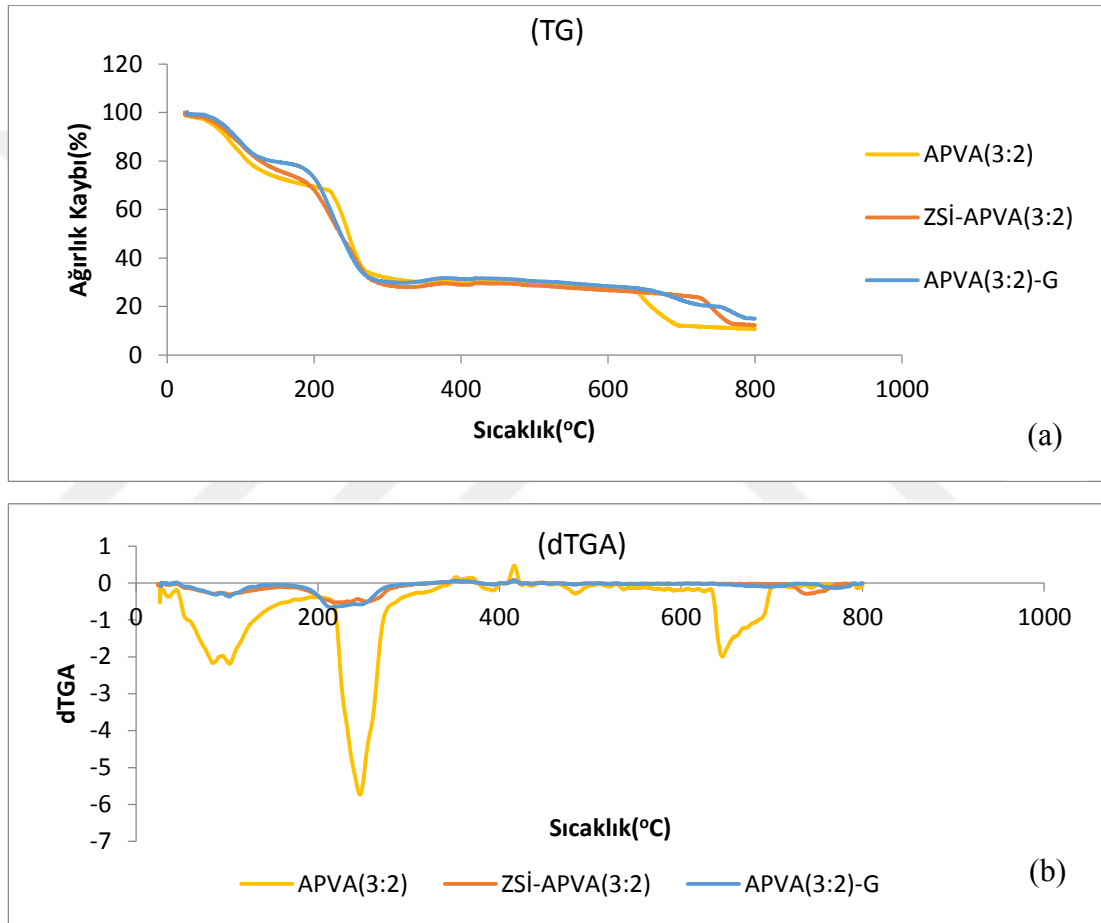 (TG)
120
100
80
60
40
20
0
Ağırlık Kaybı(%)
0 200 400 600 800 1000
Sıcaklık(ºC)
APVA(3:2)
ZSİ-APVA(3:2)
APVA(3:2)-G
(a)
(dTGA)
1
0
-1
-2
-3
-4
-5
-6
-7
dTGA
0 200 400 600 800 1000
Sıcaklık(ºC)
APVA(3:2) ZSİ-APVA(3:2) APVA(3:2)-G
(b)